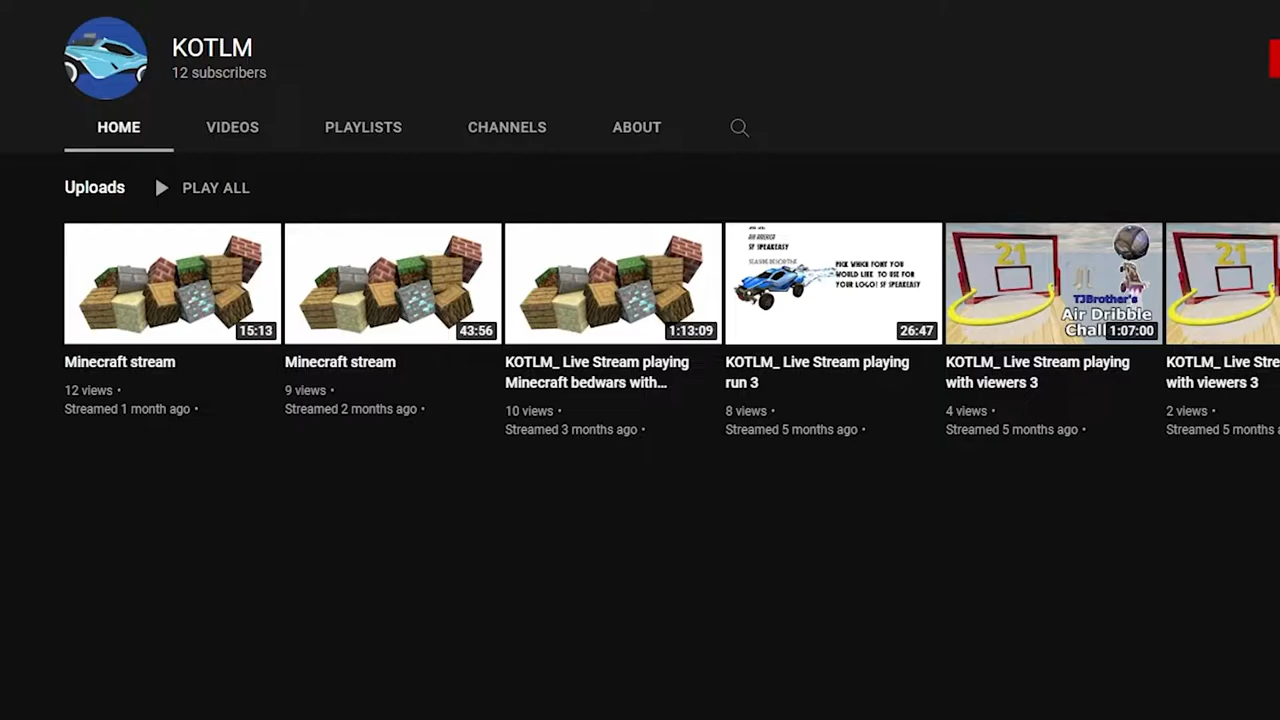 KOTLM
12 subscribers
HOME VIDEOS PLAYLISTS CHANNELS ABOUT
Uploads PLAY ALL
AIR AMERICA
SF SPEAKEASY
PICK WHICH FONT YOU
WOULD LIKE TO USE FOR
YOUR LOGO! SF SPEAKEASY
21
TJBrother's
Air Dribble
Chall
21
15:13 43:56 1:13:09 26:47 1:07:00
Minecraft stream
12 views •
Streamed 1 month ago •
Minecraft stream
9 views •
Streamed 2 months ago •
KOTLM_ Live Stream playing
Minecraft bedwars with...
10 views •
Streamed 3 months ago •
KOTLM_ Live Stream playing
run 3
8 views •
Streamed 5 months ago •
KOTLM_ Live Stream playing
with viewers 3
4 views •
Streamed 5 months ago •
KOTLM_ Live Stre
with viewers 3
2 views •
Streamed 5 months a